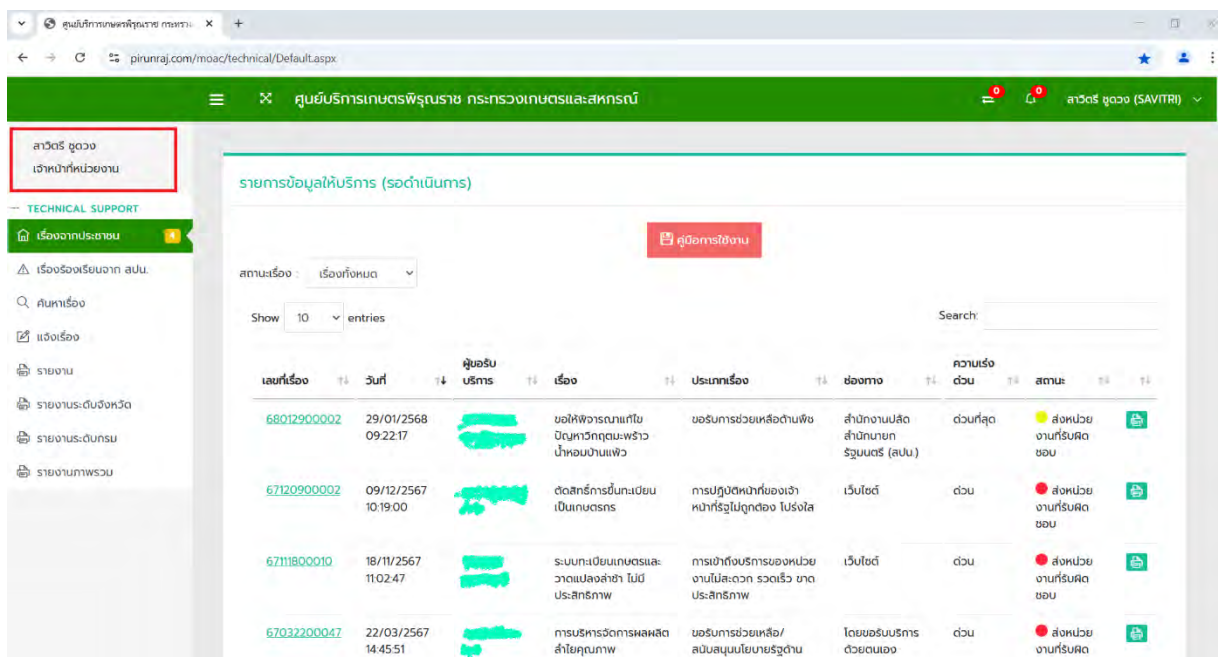 ศูนย์บริการเกษตรพิรุณราช กระทรวง
pirunraj.com/moac/technical/Default.aspx
ศูนย์บริการเกษตรพิรุณราช กระทรวงเกษตรและสหกรณ์
0
0
สาวิตรี ชูดวง (SAVITRI)
สาวิตรี ชูดวง
เจ้าหน้าที่หน่วยงาน
TECHNICAL SUPPORT
เรื่องจากประชาชน
4
เรื่องร้องเรียนจาก สปน.
ค้นหาเรื่อง
แจ้งเรื่อง
รายงาน
รายงานระดับจังหวัด
รายงานระดับกรม
รายงานภาพรวม
รายการข้อมูลให้บริการ (รอดำเนินการ)
คู่มือการใช้งาน
สถานะเรื่อง : เรื่องทั้งหมด
Show 10 entries
Search:
เลขที่เรื่อง วันที่ ผู้ขอรับ
บริการ เรื่อง ประเภทเรื่อง ช่องทาง ความเร่ง
ด่วน สถานะ
68012900002 29/01/2568
09:22:17
ขอให้พิจารณาแก้ไข
ปัญหาวิกฤตมะพร้าว
น้ำหอมบ้านแพ้ว
ขอรับการช่วยเหลือด้านพืช
สำนักงานปลัด
สำนักนายก
รัฐมนตรี (สปน.)
ด่วนที่สุด
ส่งหน่วย
งานที่รับผิด
ชอบ
67120900002 09/12/2567
10:19:00
ตัดสิทธิ์การขึ้นทะเบียน
เป็นเกษตรกร
การปฏิบัติหน้าที่ของเจ้า
หน้าที่รัฐไม่ถูกต้อง โปร่งใส
เว็บไซต์
ด่วน
ส่งหน่วย
งานที่รับผิด
ชอบ
67111800010 18/11/2567
11:02:47
ระบบทะเบียนเกษตรและ
วาดแปลงล่าช้า ไม่มี
ประสิทธิภาพ
การเข้าถึงบริการของหน่วย
งานไม่สะดวก รวดเร็ว ขาด
ประสิทธิภาพ
เว็บไซต์
ด่วน
ส่งหน่วย
งานที่รับผิด
ชอบ
67032200047 22/03/2567
14:45:51
การบริหารจัดการผลผลิต
ลำไยคุณภาพ
ขอรับการช่วยเหลือ/
สนับสนุนนโยบายรัฐด้าน
โดยขอรับบริการ
ด้วยตนเอง
ด่วน
ส่งหน่วย
งานที่รับผิด